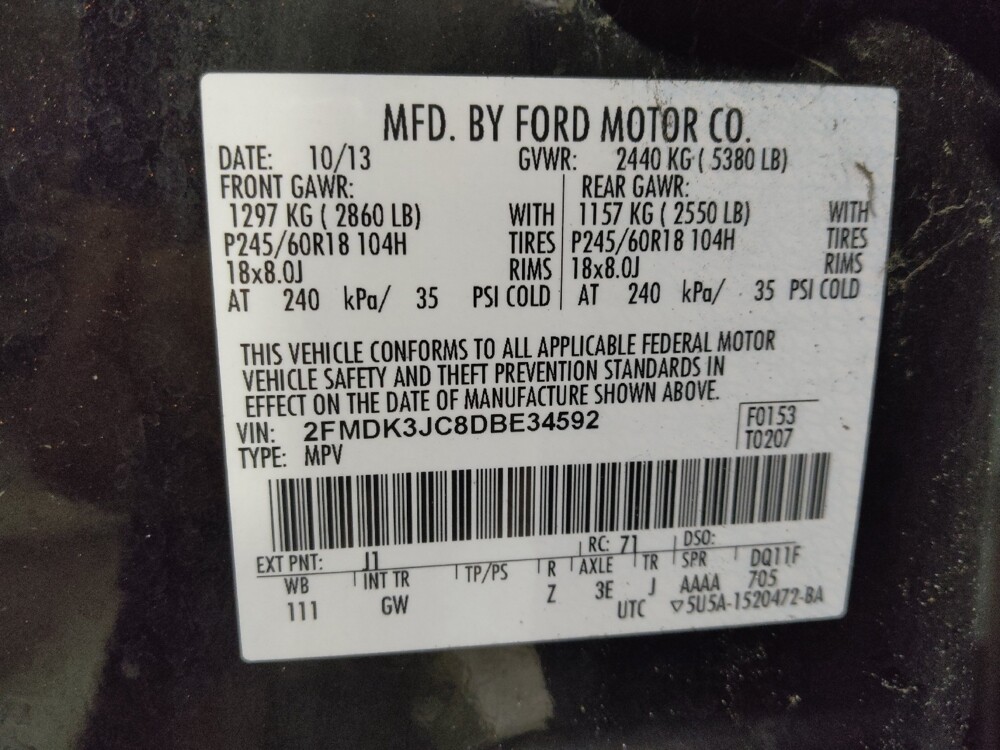 MFD. BY FORD MOTOR CO.
DATE: 10/13 GVWR: 2440 KG ( 5380 LB)
FRONT GAWR: REAR GAWR:
1297 KG ( 2860 LB) WITH 1157 KG ( 2550 LB) WITH
P245/60R18 104H TIRES P245/60R18 104H TIRES
18x8.0J RIMS 18x8.0J RIMS
AT 240 kPa/ 35 PSI COLD AT 240 kPa/ 35 PSI COLD
THIS VEHICLE CONFORMS TO ALL APPLICABLE FEDERAL MOTOR
VEHICLE SAFETY AND THEFT PREVENTION STANDARDS IN
EFFECT ON THE DATE OF MANUFACTURE SHOWN ABOVE.
VIN: 2FMDK3JC8DBE34592 F0153
TYPE: MPV T0207
EXT PNT: J1 RC: 71 DSO:
WB INT TR TP/PS R AXLE TR SPR DQ11F
111 GW Z 3E J AAAA 705
UTC ▽5U5A-1520472-BA